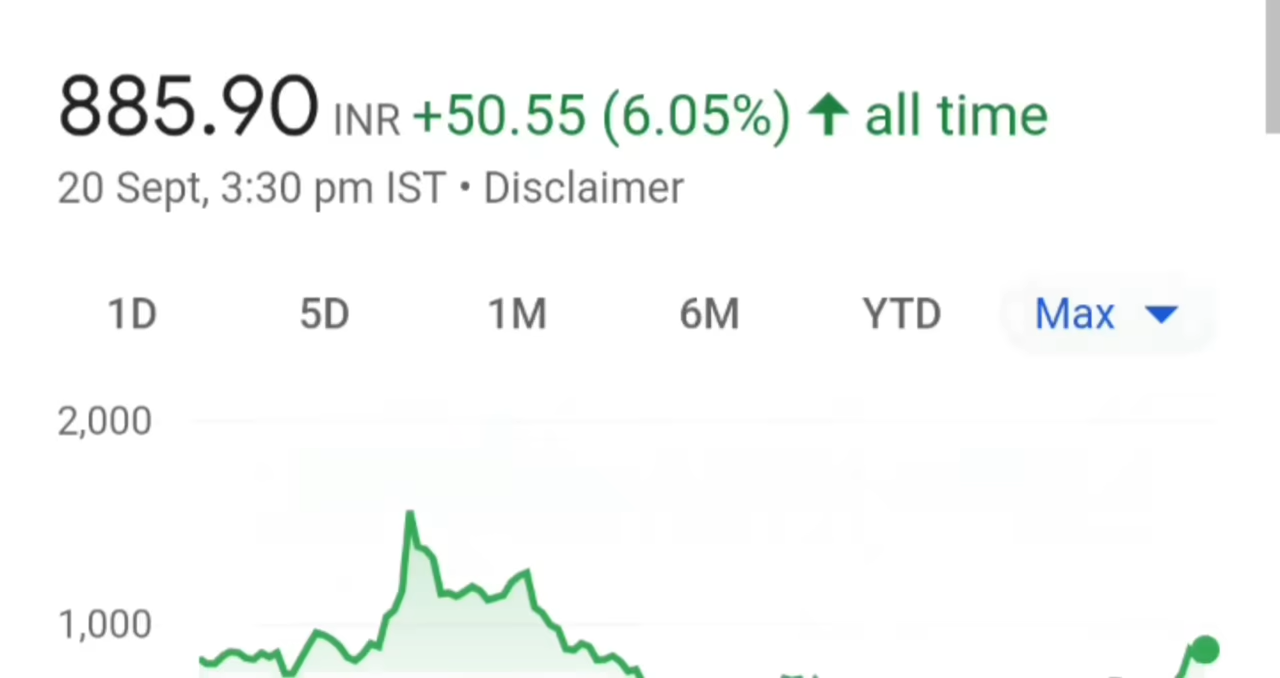 885.90 INR +50.55 (6.05%) ↑ all time
20 Sept, 3:30 pm IST • Disclaimer
1D 5D 1M 6M YTD Max
2,000
1,000